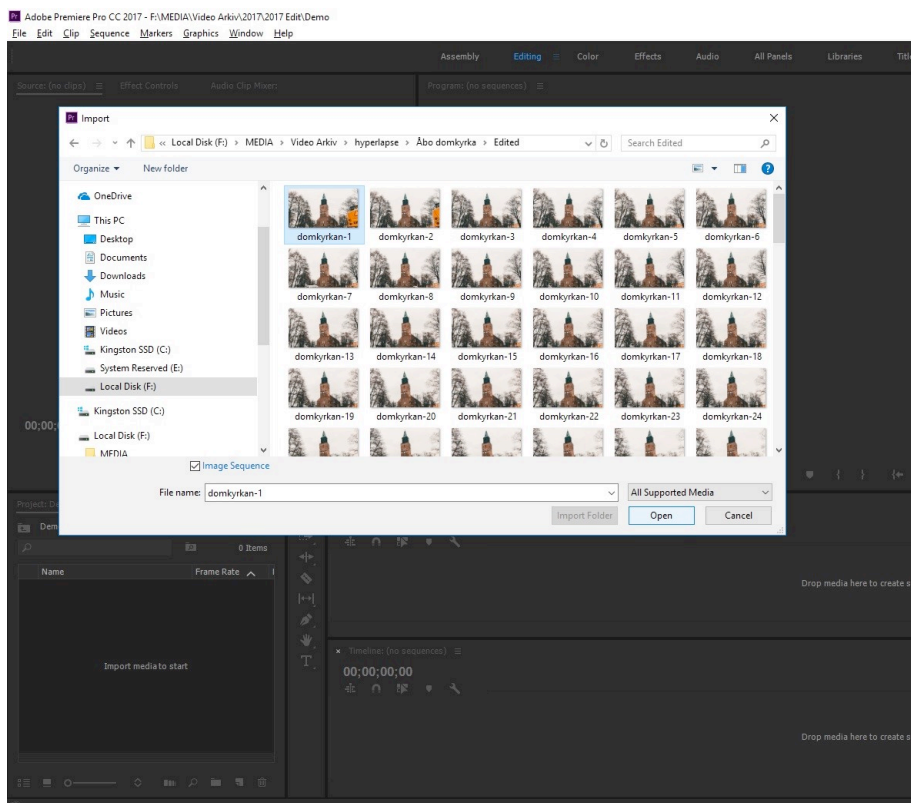 Pr Adobe Premiere Pro CC 2017 - F:\MEDIA\Video Arkiv\2017\2017 Edit\Demo
File Edit Clip Sequence Markers Graphics Window Help
Assembly Editing Color Effects Audio All Panels Libraries Titl
Source: (no clips) Effect Controls Audio Clip Mixer: Program: (no sequences)
Pr Import
« Local Disk (F:) › MEDIA › Video Arkiv › hyperlapse › Åbo domkyrka › Edited Search Edited
Organize New folder
OneDrive
This PC
Desktop
Documents
Downloads
Music
Pictures
Videos
Kingston SSD (C:)
System Reserved (E:)
Local Disk (F:)
Kingston SSD (C:)
Local Disk (F:)
MEDIA
domkyrkan-1 domkyrkan-2 domkyrkan-3 domkyrkan-4 domkyrkan-5 domkyrkan-6
domkyrkan-7 domkyrkan-8 domkyrkan-9 domkyrkan-10 domkyrkan-11 domkyrkan-12
domkyrkan-13 domkyrkan-14 domkyrkan-15 domkyrkan-16 domkyrkan-17 domkyrkan-18
domkyrkan-19 domkyrkan-20 domkyrkan-21 domkyrkan-22 domkyrkan-23 domkyrkan-24
Image Sequence
File name: domkyrkan-1 All Supported Media
Import Folder Open Cancel
00;00;
Project: De
Dem
0 Items
Name Frame Rate
Import media to start
Drop media here to create s
× Timeline: (no sequences)
00;00;00;00
Drop media here to create s